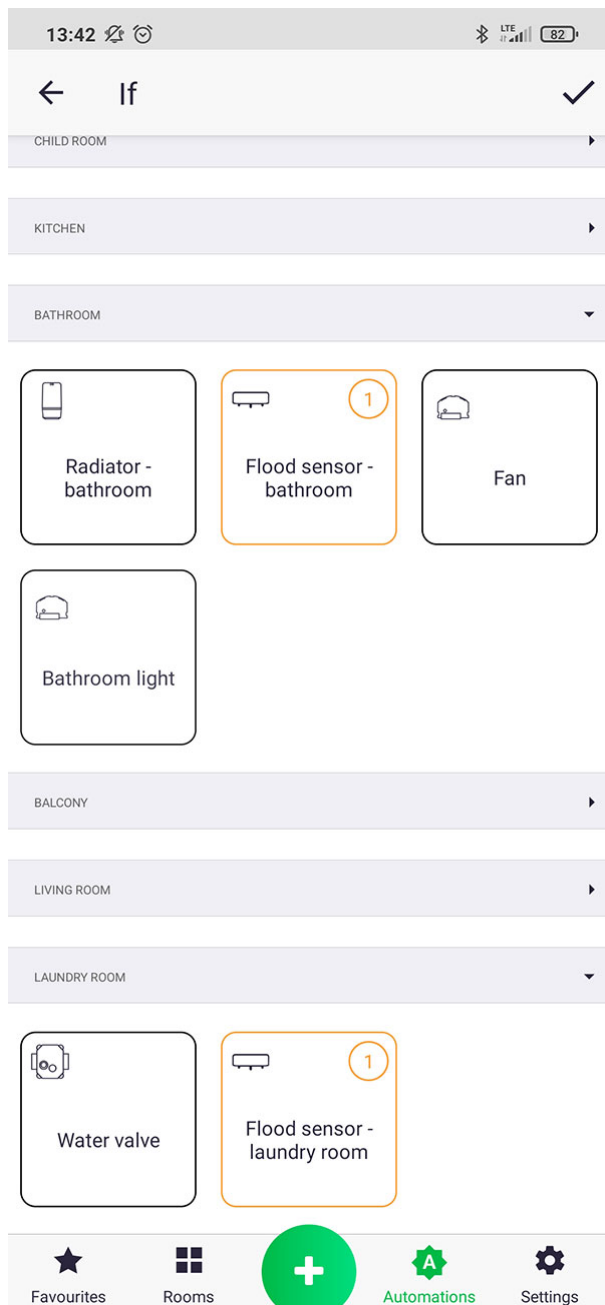 13:42 LTE 82
If
CHILD ROOM
KITCHEN
BATHROOM
1
Radiator -
bathroom
Flood sensor -
bathroom
Fan
Bathroom light
BALCONY
LIVING ROOM
LAUNDRY ROOM
1
Water valve
Flood sensor -
laundry room
A
Favourites Rooms Automations Settings